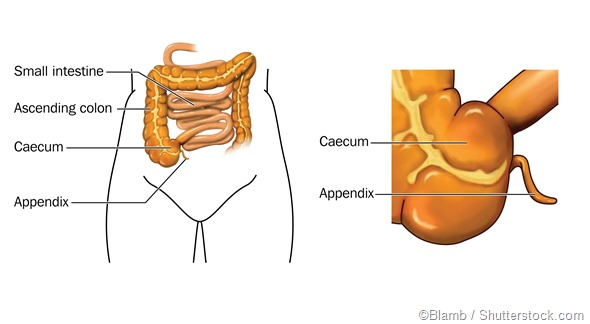 Small intestine
Ascending colon
Caecum
Appendix
Caecum
Appendix
©Blamb / Shutterstock.com